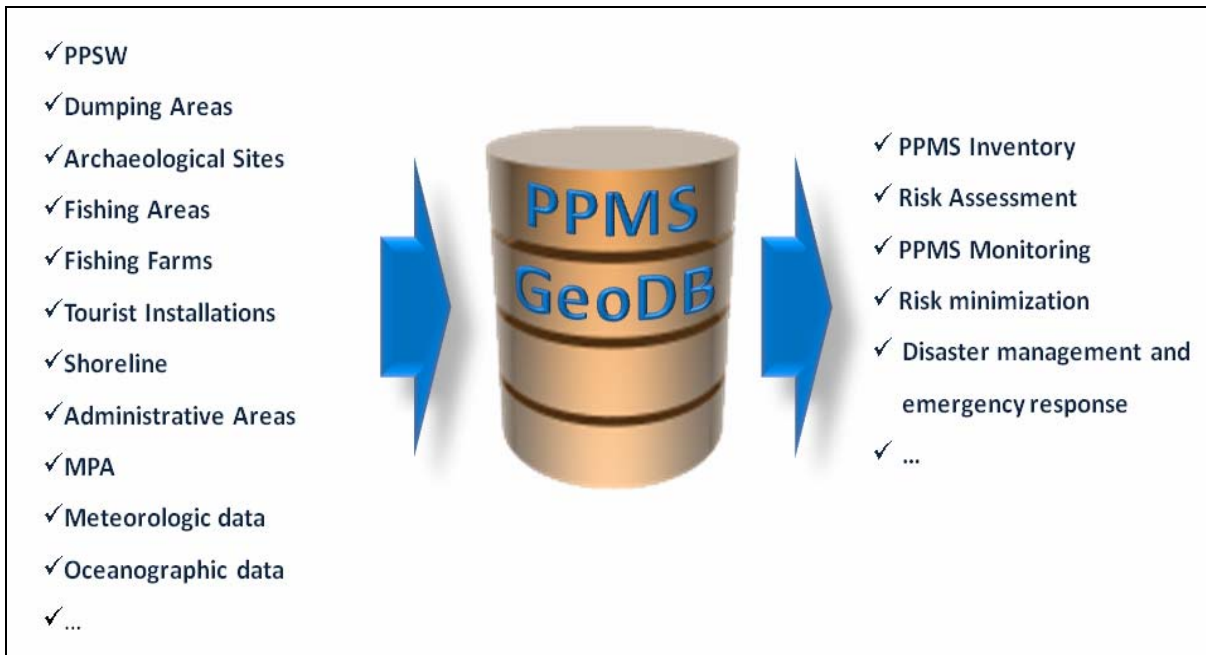 ✓PPSW
✓Dumping Areas
✓Archaeological Sites
✓Fishing Areas
✓Fishing Farms
✓Tourist Installations
✓Shoreline
✓Administrative Areas
✓MPA
✓Meteorologic data
✓Oceanographic data
✓...
PPMS
GeoDB
✓ PPMS Inventory
✓ Risk Assessment
✓ PPMS Monitoring
✓ Risk minimization
✓ Disaster management and
emergency response
✓ ...